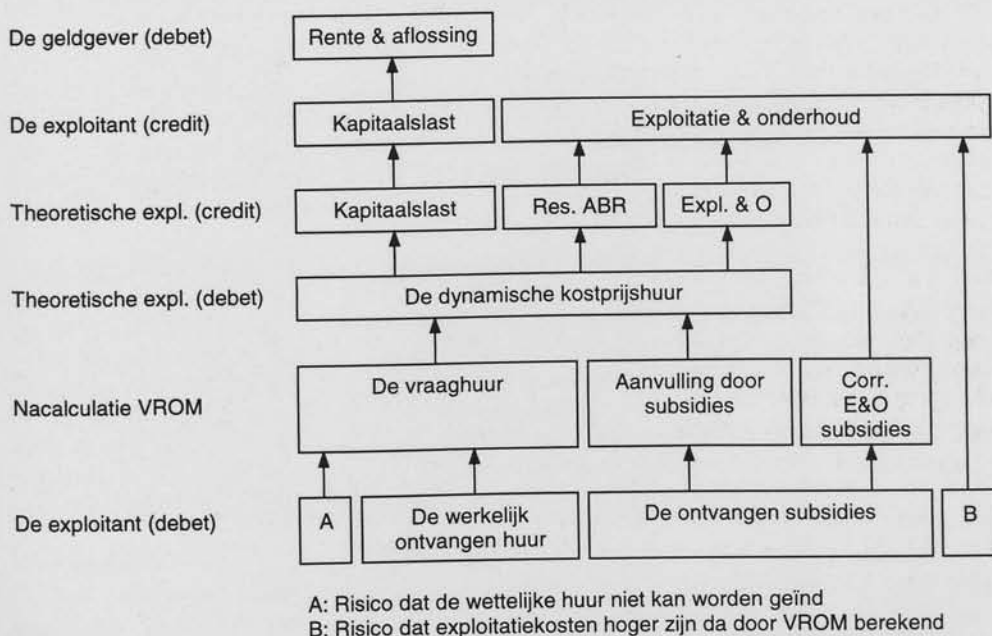 De geldgever (debet)
Rente & aflossing
De exploitant (credit)
Kapitaalslast
Exploitatie & onderhoud
Theoretische expl. (credit)
Kapitaalslast
Res. ABR
Expl. & O
Theoretische expl. (debet)
De dynamische kostprijshuur
Nacalculatie VROM
De vraaghuur
Aanvulling door
subsidies
Corr.
E&O
subsidies
De exploitant (debet)
A
De werkelijk
ontvangen huur
De ontvangen subsidies
B
A: Risico dat de wettelijke huur niet kan worden geïnd
B: Risico dat exploitatiekosten hoger zijn da door VROM berekend